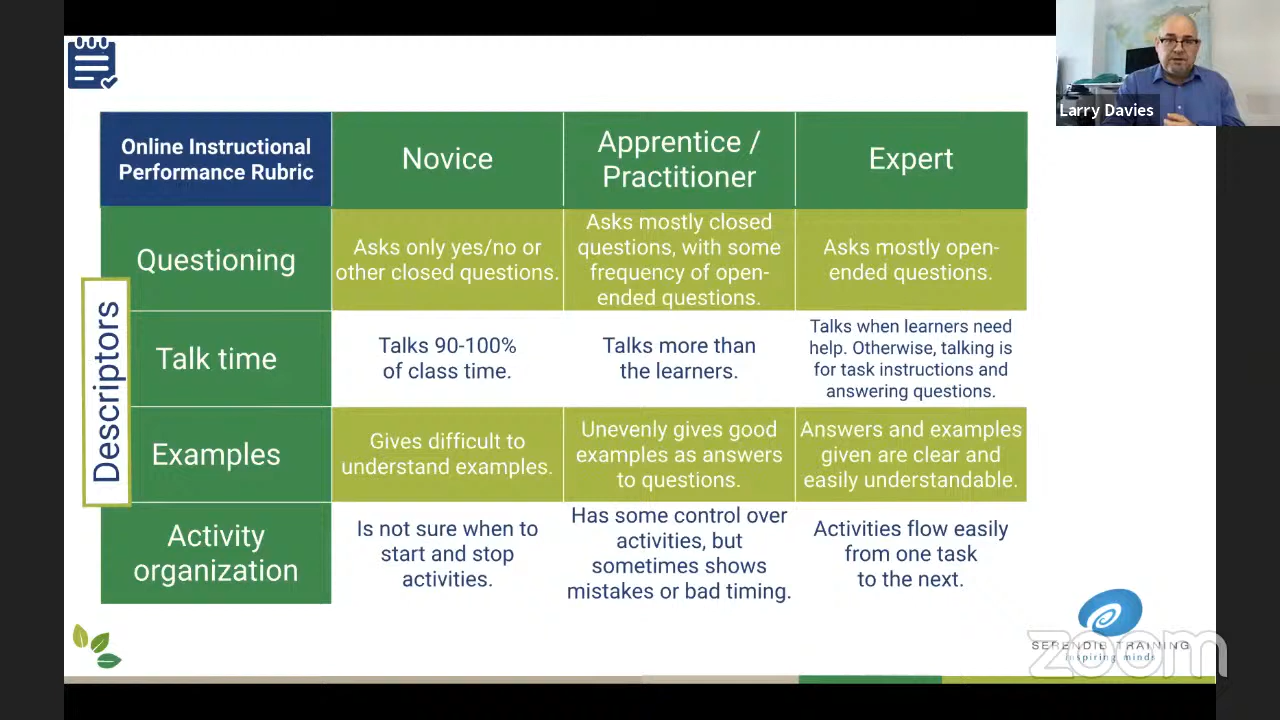 Larry Davies
Online Instructional
Performance Rubric
Novice
Apprentice /
Practitioner
Expert
Descriptors
Questioning
Asks only yes/no or
other closed questions.
Asks mostly closed
questions, with some
frequency of open-
ended questions.
Asks mostly open-
ended questions.
Talk time
Talks 90-100%
of class time.
Talks more than
the learners.
Talks when learners need
help. Otherwise, talking is
for task instructions and
answering questions.
Examples
Gives difficult to
understand examples.
Unevenly gives good
examples as answers
to questions.
Answers and examples
given are clear and
easily understandable.
Activity
organization
Is not sure when to
start and stop
activities.
Has some control over
activities, but
sometimes shows
mistakes or bad timing.
Activities flow easily
from one task
to the next.
SERENDIB TRAINING
inspiring minds
zoom